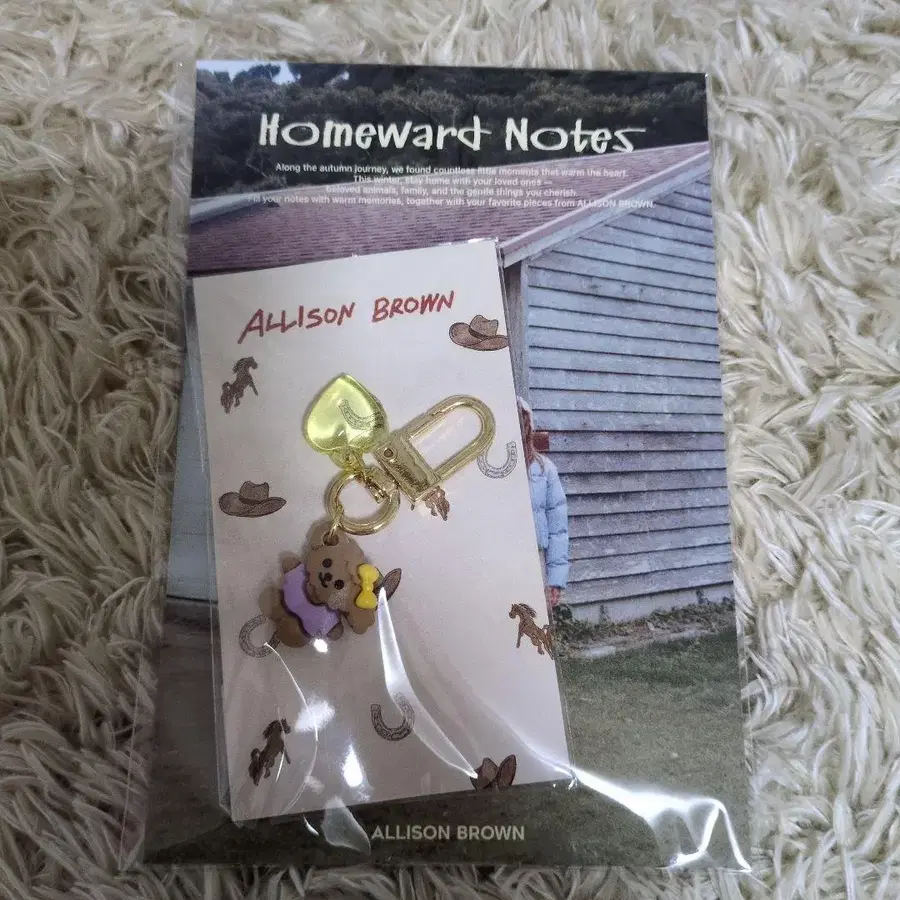 Homeward Notes
Along the autumn journey, we found countless little moments that warm the heart.
This winter, stay home with your loved ones —
beloved animals, family, and the gentle things you cherish.
Fill your notes with warm memories, together with your favorite pieces from ALLISON BROWN.
ALLISON BROWN
ALLISON BROWN